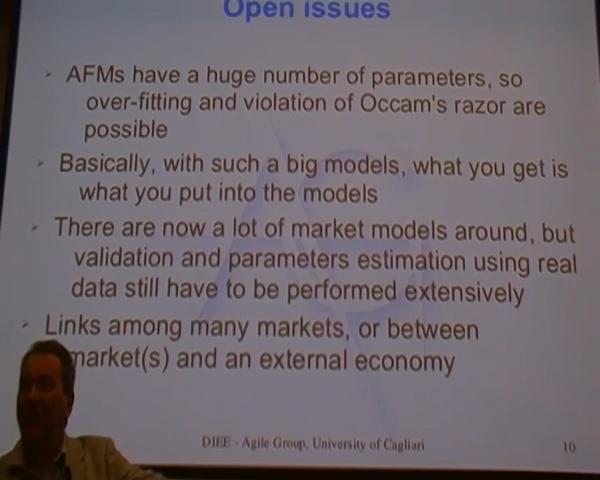 Open issues
AFMs have a huge number of parameters, so
over-fitting and violation of Occam's razor are
possible
Basically, with such a big models, what you get is
what you put into the models
There are now a lot of market models around, but
validation and parameters estimation using real
data still have to be performed extensively
Links among many markets, or between
market(s) and an external economy
DIEE - Agile Group, University of Cagliari
10